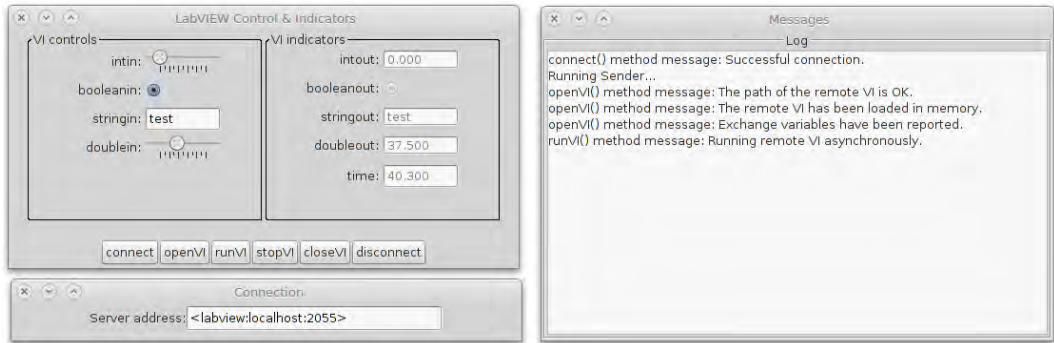 LabVIEW Control & Indicators
VI controls
intin:
booleanin:
stringin: test
doublein:
VI indicators
intout: 0.000
booleanout:
stringout: test
doubleout: 37.500
time: 40.300
connect openVI runVI stopVI closeVI disconnect
Connection
Server address: <labview:localhost:2055>
Messages
Log
connect() method message: Successful connection.
Running Sender...
openVI() method message: The path of the remote VI is OK.
openVI() method message: The remote VI has been loaded in memory.
openVI() method message: Exchange variables have been reported.
runVI() method message: Running remote VI asynchronously.